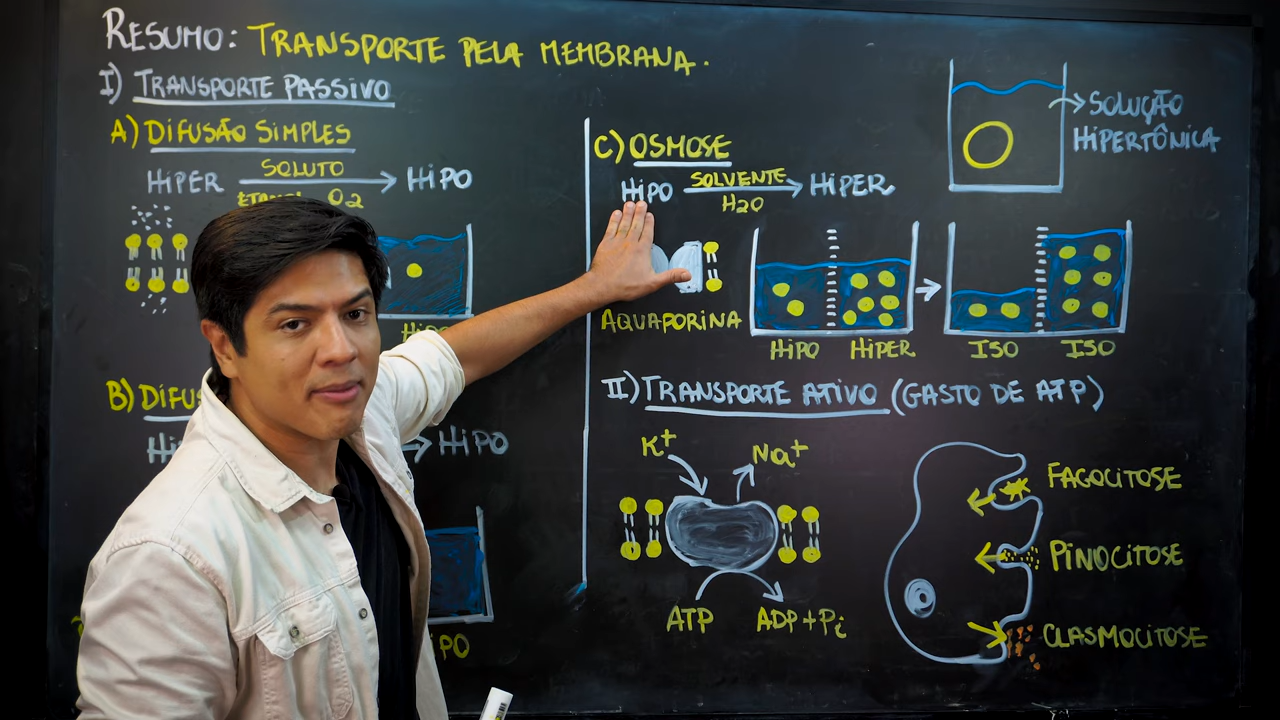 RESUMO: TRANSPORTE PELA MEMBRANA.
I) TRANSPORTE PASSIVO
A) DIFUSÃO SIMPLES
SOLUTO
HIPER → HIPO
O2
B)
→ HIPO
C) OSMOSE
SOLVENTE
HIPO → HIPER
H2O
AQUAPORINA
HIPO HIPER
ISO ISO
→ SOLUÇÃO
HIPERTÔNICA
II) TRANSPORTE ATIVO (GASTO DE ATP)
K+ Na+
ATP ADP + Pi
FAGOCITOSE
PINOCITOSE
CLASMOCITOSE